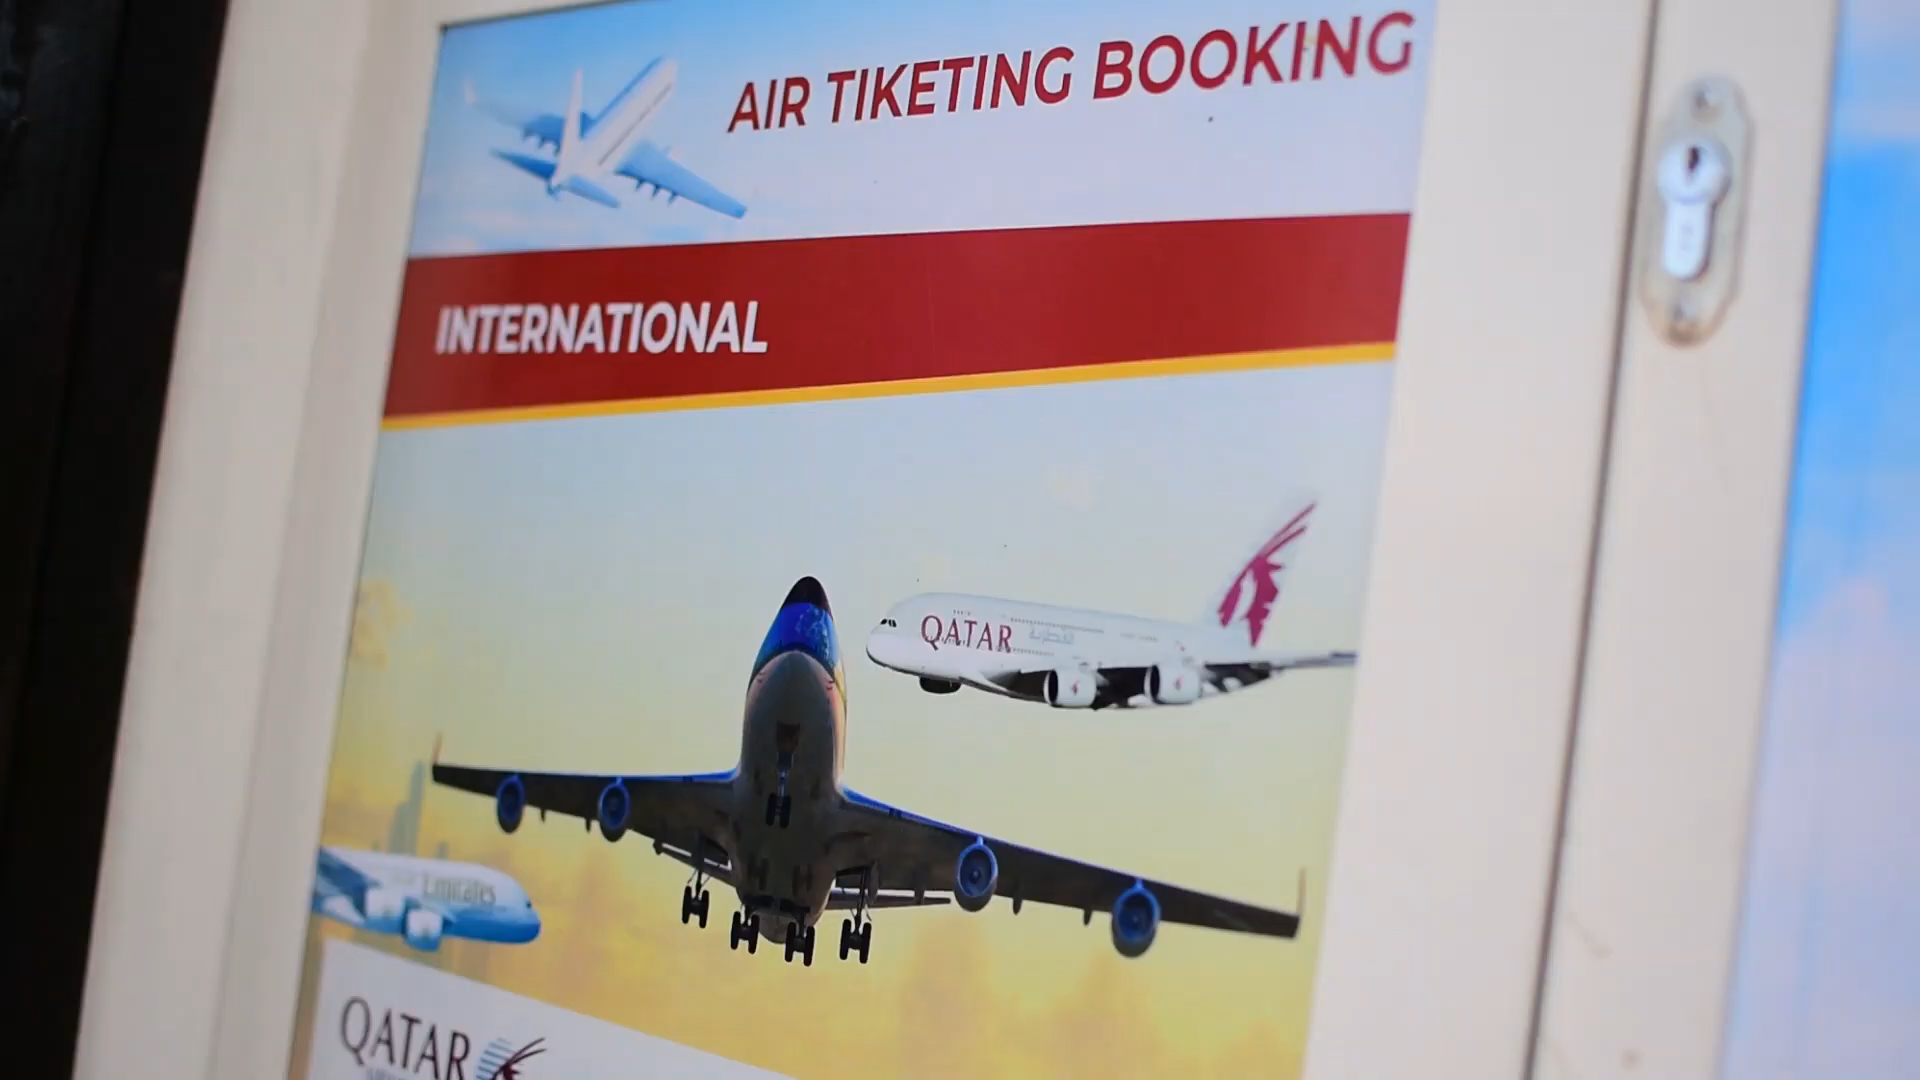 AIR TIKETING BOOKING
INTERNATIONAL
QATAR
Emirates
QATAR